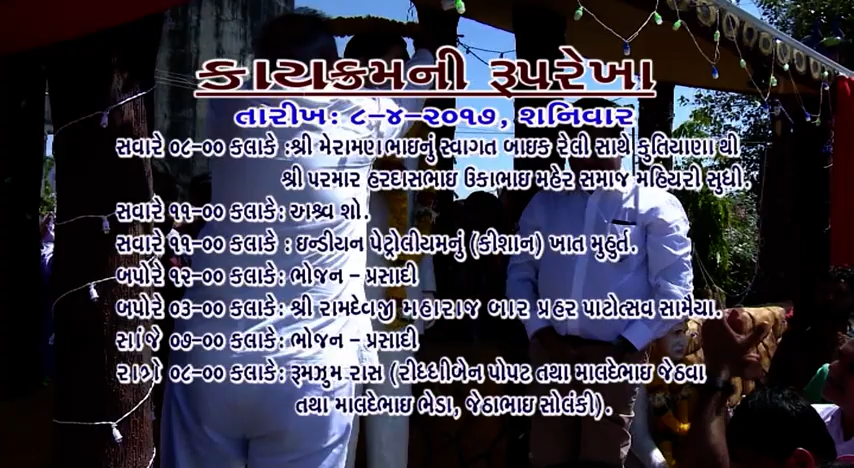 કાયક્રમની રૂપરેખા
તારીખ: ૮-૪-૨૦૧૭, શનિવાર
સવારે ૦૮-૦૦ કલાકે :શ્રી મેરામણભાઇનું સ્વાગત બાઇક રેલી સાથે કુતિયાણા થી
શ્રી પરમાર હરદાસભાઇ ઉકાભાઇ મહેર સમાજ મહિયરી સુધી.
સવારે ૧૧-૦૦ કલાકે: અશ્વ શો.
સવારે ૧૧-૦૦ કલાકે : ઇન્ડીયન પેટ્રોલીયમનું (કીશાન) ખાત મુહુર્ત.
બપોરે ૧૨-૦૦ કલાકે: ભોજન - પ્રસાદી
બપોરે ૦૩-૦૦ કલાકે: શ્રી રામદેવજી મહારાજ બાર પ્રહર પાટોત્સવ સામૈયા.
સાંજે ૦૭-૦૦ કલાકે: ભોજન - પ્રસાદી
રાત્રે ૦૮-૦૦ કલાકે: રૂમઝુમ રાસ (રીદ્ધીબેન પોપટ તથા માલદેભાઇ જેઠવા
તથા માલદેભાઇ ભેડા, જેઠાભાઇ સોલંકી).